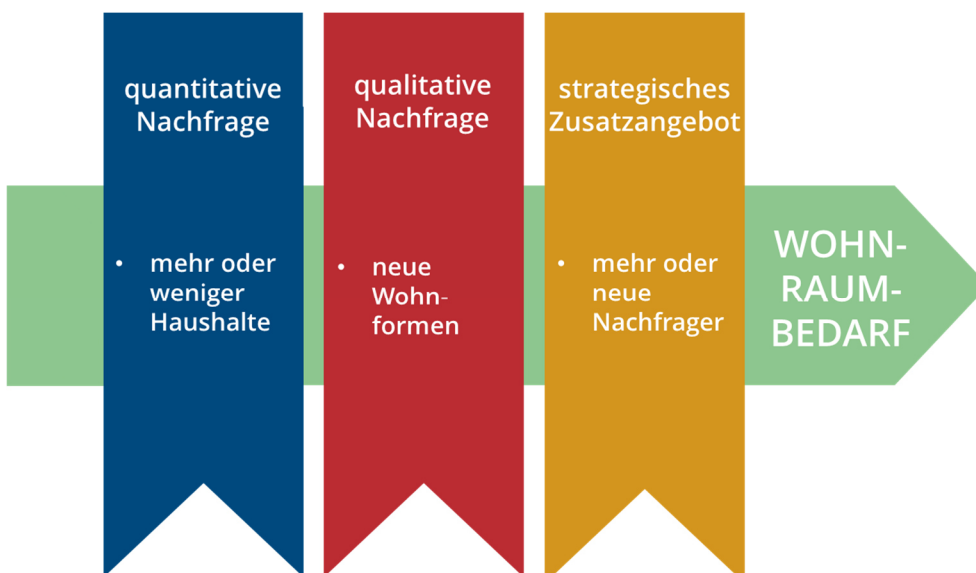 quantitative
Nachfrage
• mehr oder
weniger
Haushalte
qualitative
Nachfrage
• neue
Wohn-
formen
strategisches
Zusatzangebot
• mehr oder
neue
Nachfrager
WOHN-
RAUM-
BEDARF